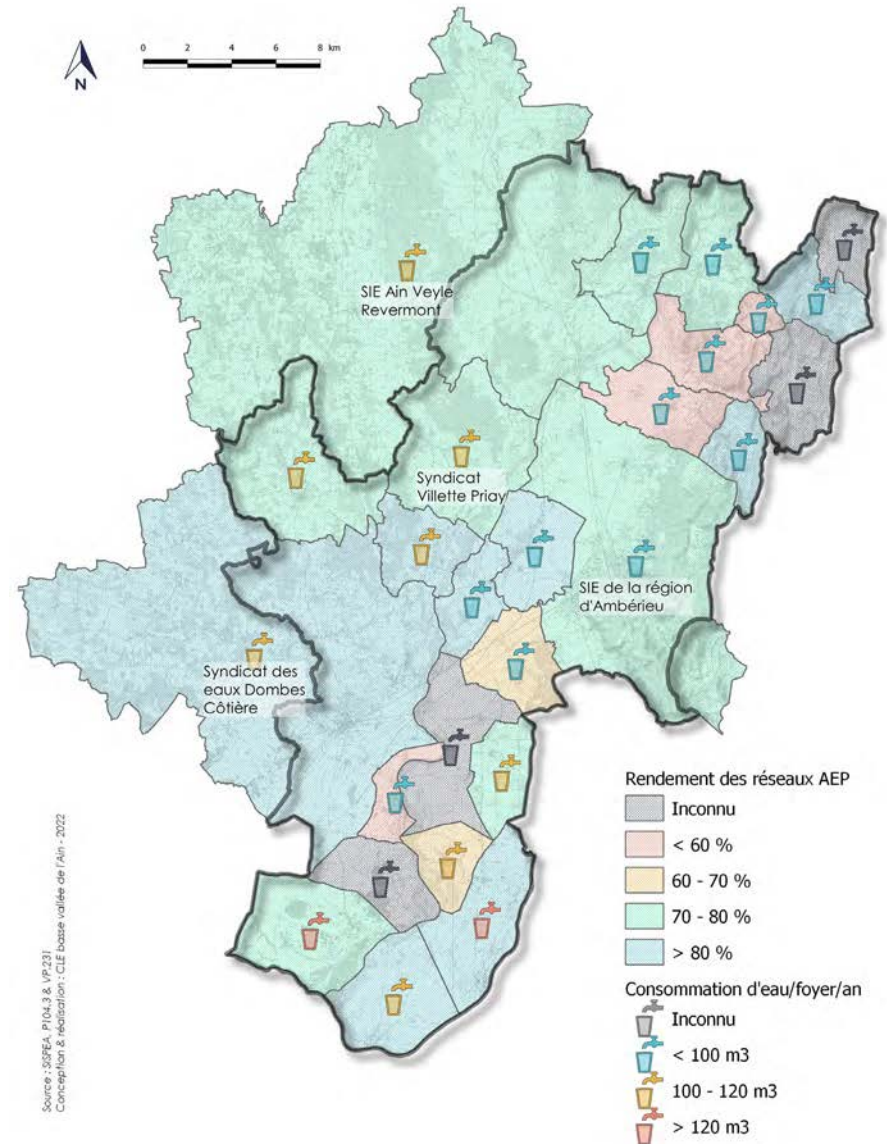 0 2 4 6 8 km
N
SIE Ain Veyle
Revermont
Syndicat
Villette Priay
SIE de la région
d'Ambérieu
Syndicat des
eaux Dombes
Côtière
Rendement des réseaux AEP
Inconnu
< 60 %
60 - 70 %
70 - 80 %
> 80 %
Consommation d'eau/foyer/an
Inconnu
< 100 m3
100 - 120 m3
> 120 m3
Source : SISPEA, P104.3 & VP.231
Conception & réalisation : CLE basse vallée de l'Ain - 2022